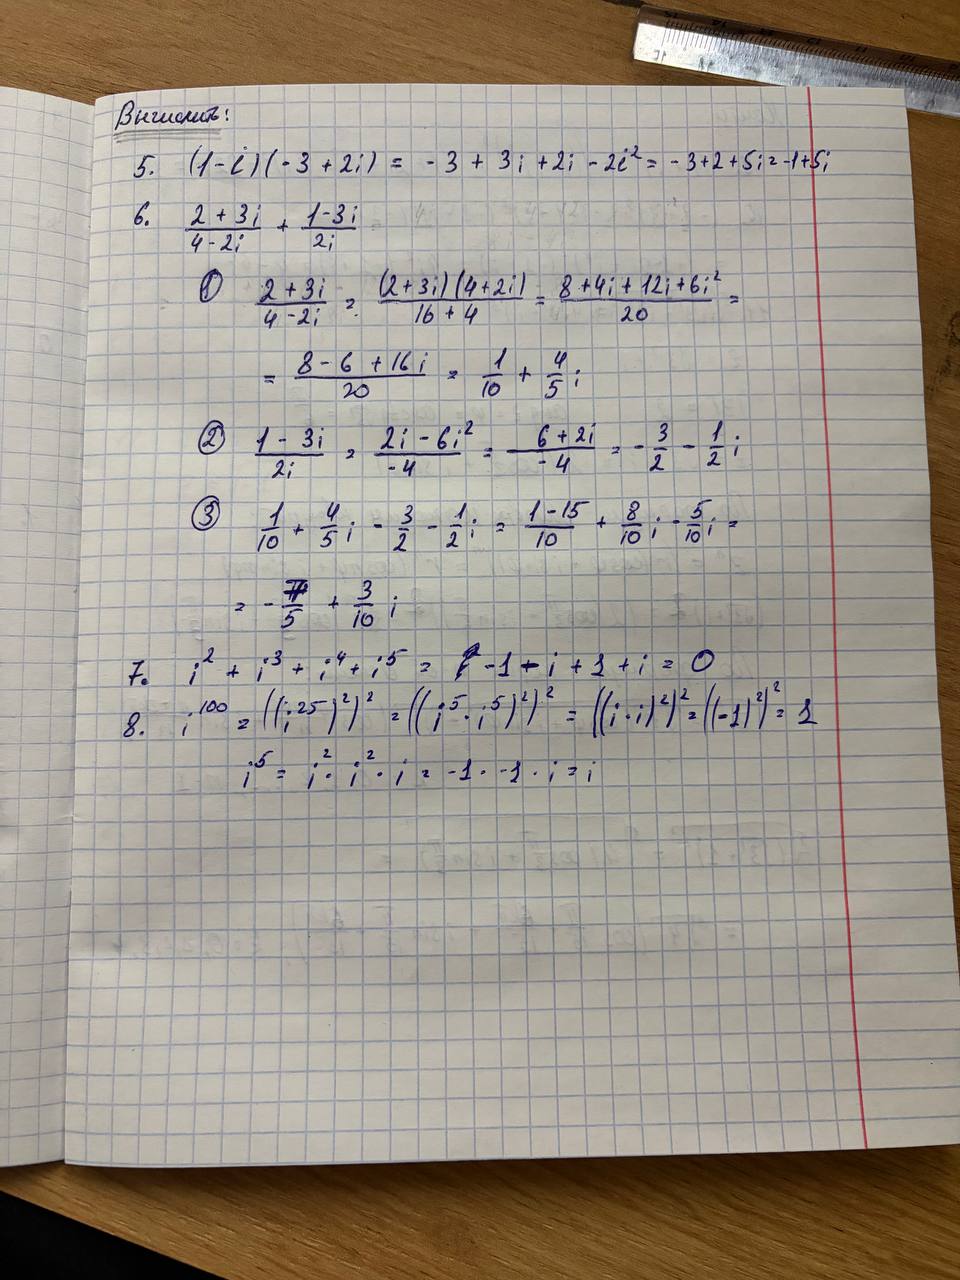 Вычислить:
5. (1-i)(-3+2i) = -3 + 3i + 2i - 2i² = -3+2+5i = -1+5i
6. (2+3i)/(4-2i) + (1-3i)/(2i)
① (2+3i)/(4-2i) = ((2+3i)(4+2i))/(16+4) = (8+4i+12i+6i²)/20 =
= (8-6+16i)/20 = 1/10 + 4/5 i
② (1-3i)/(2i) = (2i-6i²)/(-4) = (6+2i)/(-4) = -3/2 - 1/2 i
③ 1/10 + 4/5 i - 3/2 - 1/2 i = (1-15)/10 + 8/10 i - 5/10 i =
= -7/5 + 3/10 i
7. i² + i³ + i⁴ + i⁵ = -1 - i + 1 + i = 0
8. i¹⁰⁰ = ((i²⁵)²)² = ((i⁵·i⁵)²)² = ((i·i)²)² = ((-1)²)² = 1
i⁵ = i²·i²·i = -1·-1·i = i